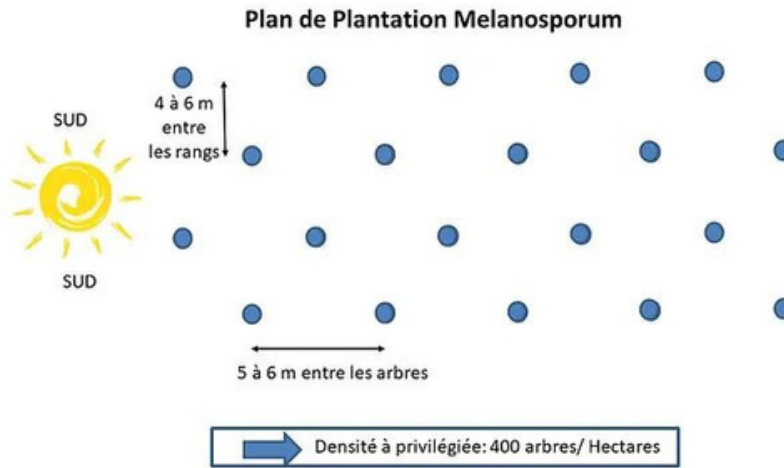 Plan de Plantation Melanosporum
SUD
4 à 6 m
entre
les rangs
SUD
5 à 6 m entre les arbres
Densité à privilégiée: 400 arbres/ Hectares